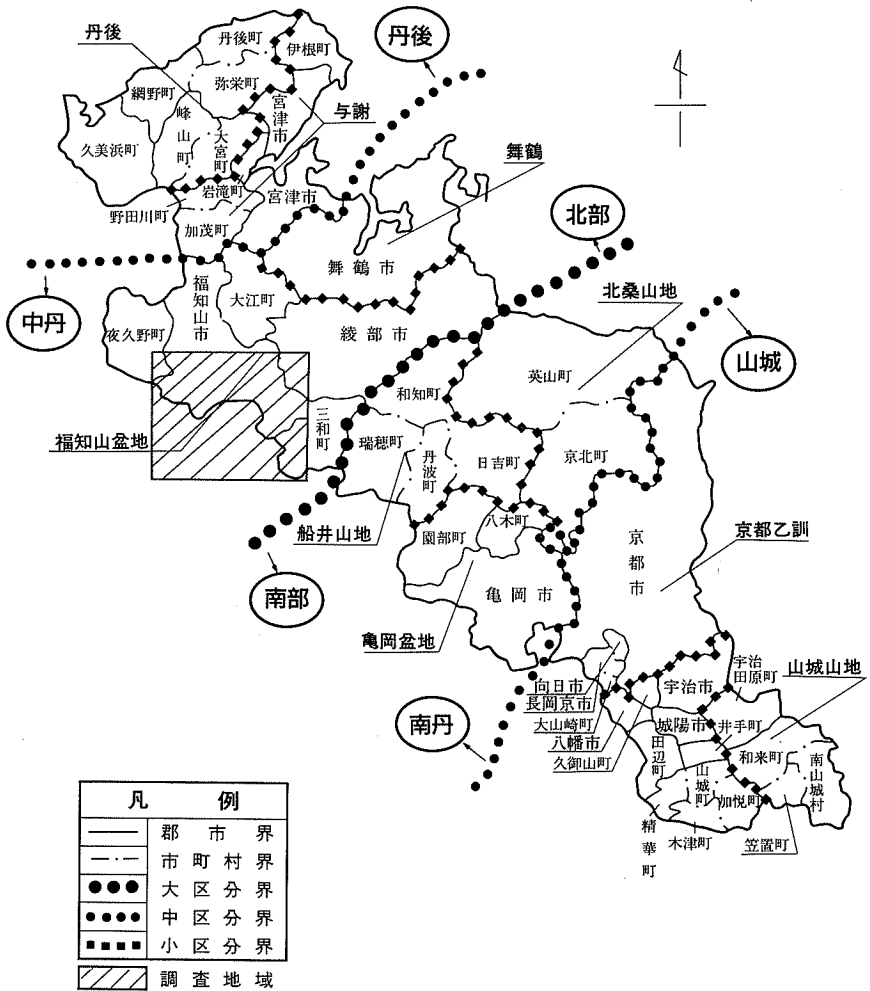 丹後
丹後町
伊根町
丹後
弥栄町
網野町
宮津市
与謝
峰山町
大宮町
久美浜町
舞鶴
岩滝町
宮津市
野田川町
加茂町
北部
舞鶴市
中丹
福知山市
大江町
北桑山地
夜久野町
綾部市
山城
英山町
和知町
三和町
福知山盆地
瑞穂町
丹波町
日吉町
京北町
船井山地
園部町
八木町
京都市
京都乙訓
南部
亀岡市
亀岡盆地
宇治田原町
山城山地
向日市
宇治市
長岡京市
南丹
大山崎町
城陽市
井手町
八幡市
久御山町
田辺町
和来町
南山城村
山城町
加悦町
精華町
木津町
笠置町
凡例
郡市界
市町村界
大区分界
中区分界
小区分界
調査地域